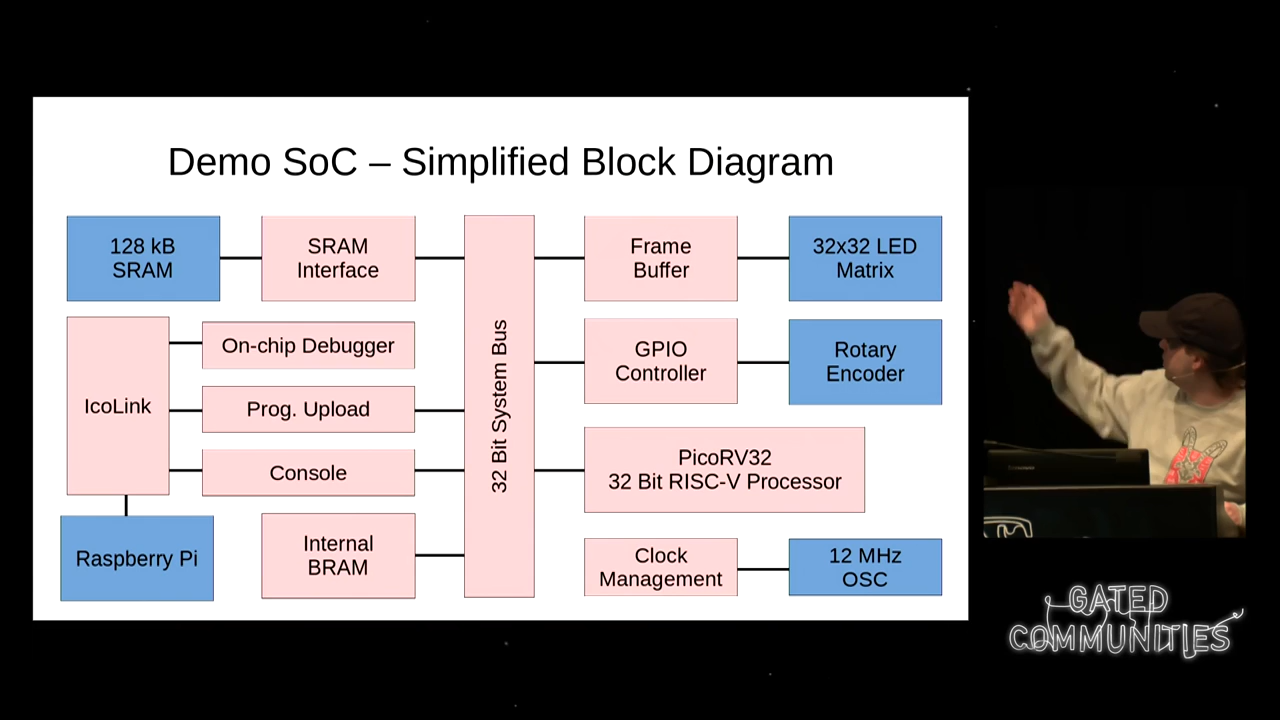 Demo SoC – Simplified Block Diagram
128 kB
SRAM
SRAM
Interface
Frame
Buffer
32x32 LED
Matrix
IcoLink
On-chip Debugger
Prog. Upload
Console
32 Bit System Bus
GPIO
Controller
Rotary
Encoder
PicoRV32
32 Bit RISC-V Processor
Raspberry Pi
Internal
BRAM
Clock
Management
12 MHz
OSC
GATED
COMMUNITIES